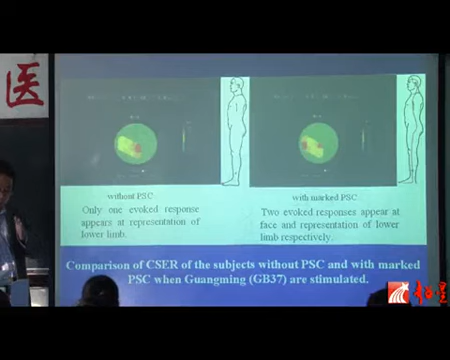 医
without PSC
with marked PSC
Only one evoked response
appears at representation of
lower limb.
Two evoked responses appear at
face and representation of lower
limb respectively.
Comparison of CSER of the subjects without PSC and with marked
PSC when Guangming (GB37) are stimulated.